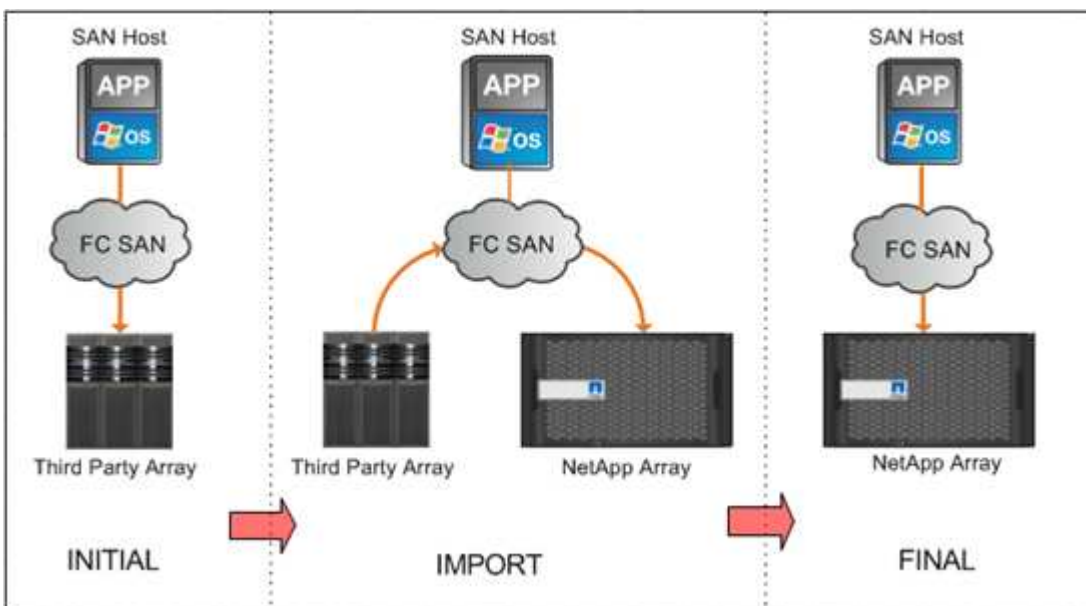 SAN Host
APP
OS
FC SAN
Third Party Array
INITIAL
SAN Host
APP
OS
FC SAN
Third Party Array
NetApp Array
IMPORT
SAN Host
APP
OS
FC SAN
NetApp Array
FINAL